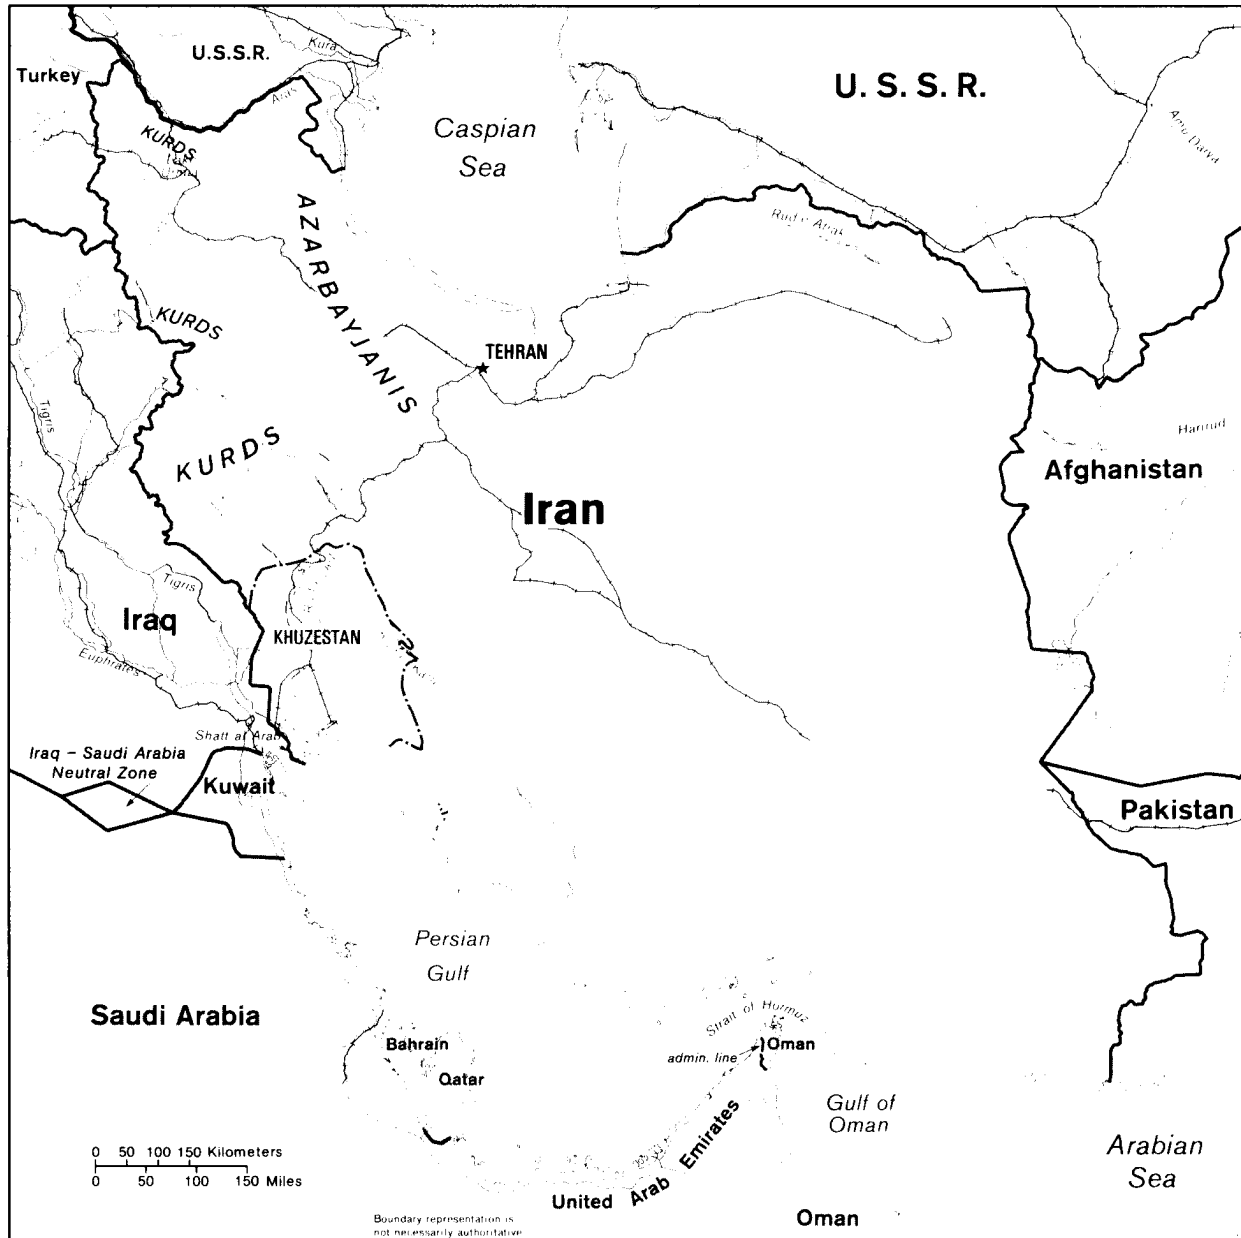 U.S.S.R.
Kura
Turkey
Aras
U. S. S. R.
Caspian
Sea
Amu Darya
KURDS
AZARBAYJANIS
Rud-e Atrak
KURDS
TEHRAN
Tigris
Harirud
KURDS
Afghanistan
Iran
Tigris
Iraq
KHUZESTAN
Euphrates
Shatt al Arab
Iraq – Saudi Arabia
Neutral Zone
Kuwait
Pakistan
Persian
Gulf
Saudi Arabia
Strait of Hurmuz
Bahrain
Oman
admin. line
Qatar
Gulf of
Oman
Emirates
Arab
United
Arabian
Sea
0 50 100 150 Kilometers
0 50 100 150 Miles
Oman
Boundary representation is
not necessarily authoritative